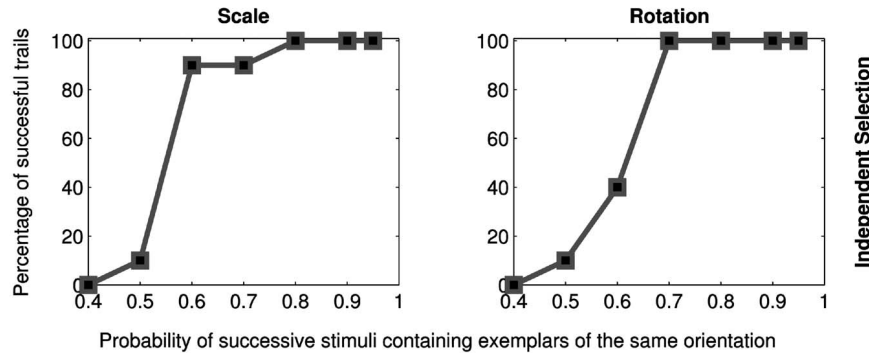 Scale
Rotation
Percentage of successful trails
100
80
60
40
20
0
0.4 0.5 0.6 0.7 0.8 0.9 1
100
80
60
40
20
0
0.4 0.5 0.6 0.7 0.8 0.9 1
Independent Selection
Probability of successive stimuli containing exemplars of the same orientation